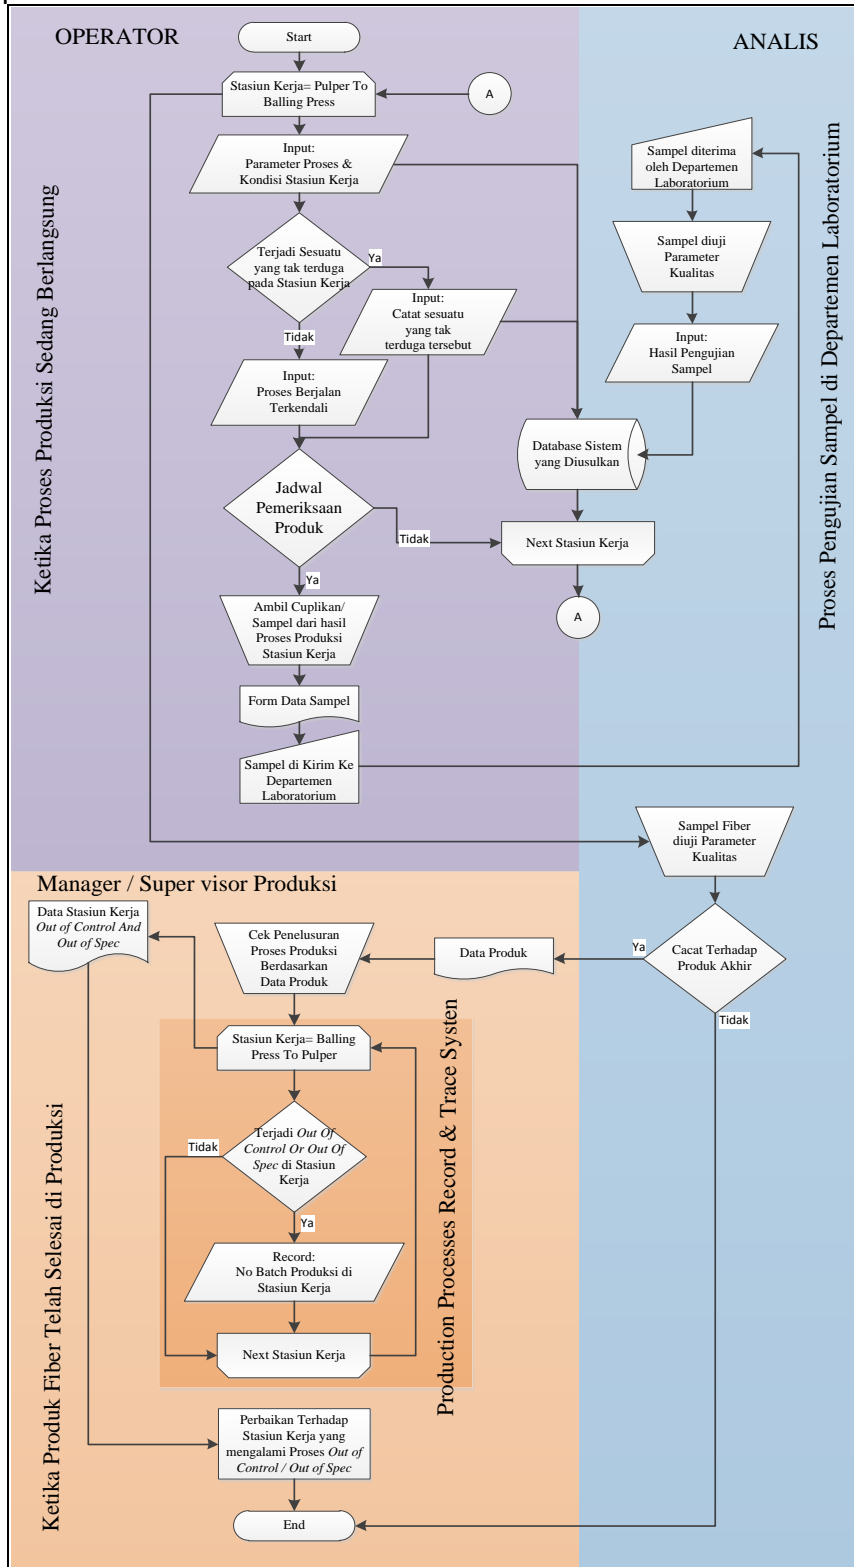 OPERATOR
ANALIS
Start
Stasiun Kerja= Pulper To
Balling Press
A
Input:
Parameter Proses &
Kondisi Stasiun Kerja
Terjadi Sesuatu
yang tak terduga
pada Stasiun Kerja
Ya
Input:
Catat sesuatu
yang tak
terduga tersebut
Tidak
Input:
Proses Berjalan
Terkendali
Jadwal
Pemeriksaan
Produk
Tidak
Ya
Ambil Cuplikan/
Sampel dari hasil
Proses Produksi
Stasiun Kerja
Form Data Sampel
Sampel di Kirim Ke
Departemen
Laboratorium
Ketika Proses Produksi Sedang Berlangsung
Sampel diterima
oleh Departemen
Laboratorium
Sampel diuji
Parameter
Kualitas
Input:
Hasil Pengujian
Sampel
Database Sistem
yang Diusulkan
Next Stasiun Kerja
A
Proses Pengujian Sampel di Departemen Laboratorium
Sampel Fiber
diuji Parameter
Kualitas
Cacat Terhadap
Produk Akhir
Ya
Tidak
Manager / Super visor Produksi
Data Stasiun Kerja
Out of Control And
Out of Spec
Cek Penelusuran
Proses Produksi
Berdasarkan
Data Produk
Data Produk
Stasiun Kerja= Balling
Press To Pulper
Terjadi Out Of
Control Or Out Of
Spec di Stasiun
Kerja
Tidak
Ya
Record:
No Batch Produksi di
Stasiun Kerja
Next Stasiun Kerja
Production Processes Record & Trace Systen
Ketika Produk Fiber Telah Selesai di Produksi
Perbaikan Terhadap
Stasiun Kerja yang
mengalami Proses Out of
Control / Out of Spec
End